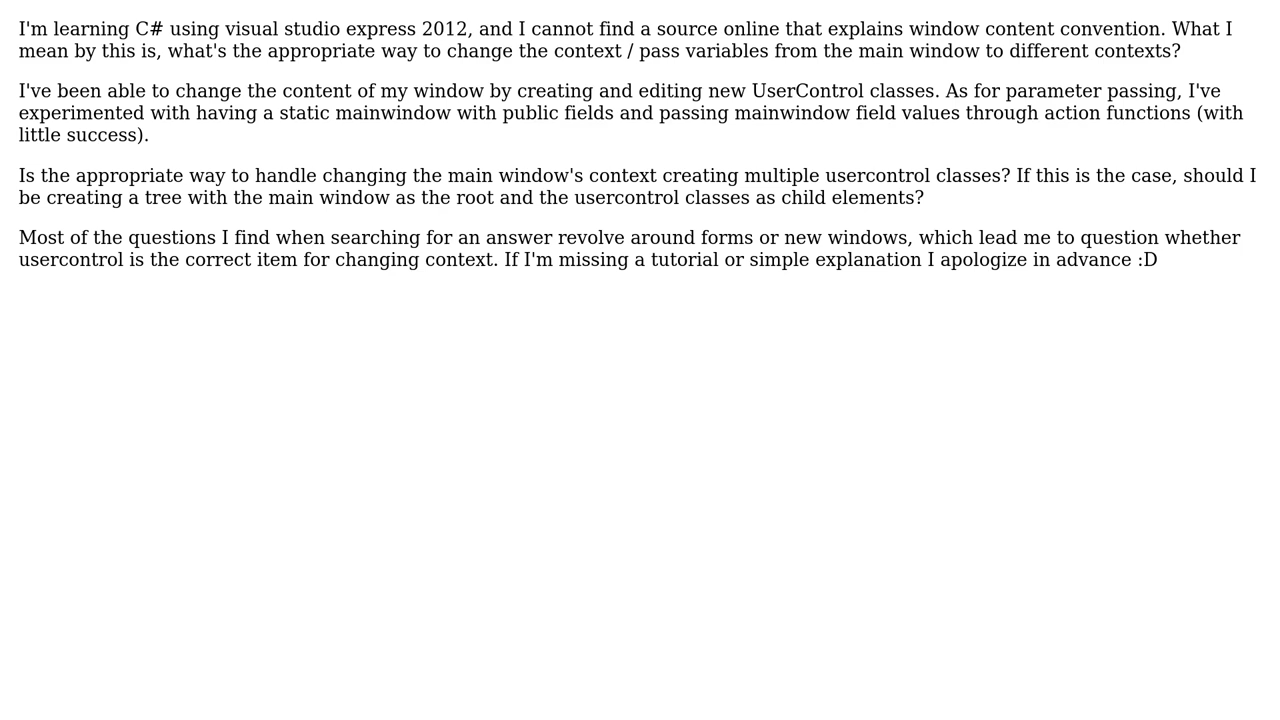 I'm learning C# using visual studio express 2012, and I cannot find a source online that explains window content convention. What I
mean by this is, what's the appropriate way to change the context / pass variables from the main window to different contexts?
I've been able to change the content of my window by creating and editing new UserControl classes. As for parameter passing, I've
experimented with having a static mainwindow with public fields and passing mainwindow field values through action functions (with
little success).
Is the appropriate way to handle changing the main window's context creating multiple usercontrol classes? If this is the case, should I
be creating a tree with the main window as the root and the usercontrol classes as child elements?
Most of the questions I find when searching for an answer revolve around forms or new windows, which lead me to question whether
usercontrol is the correct item for changing context. If I'm missing a tutorial or simple explanation I apologize in advance :D